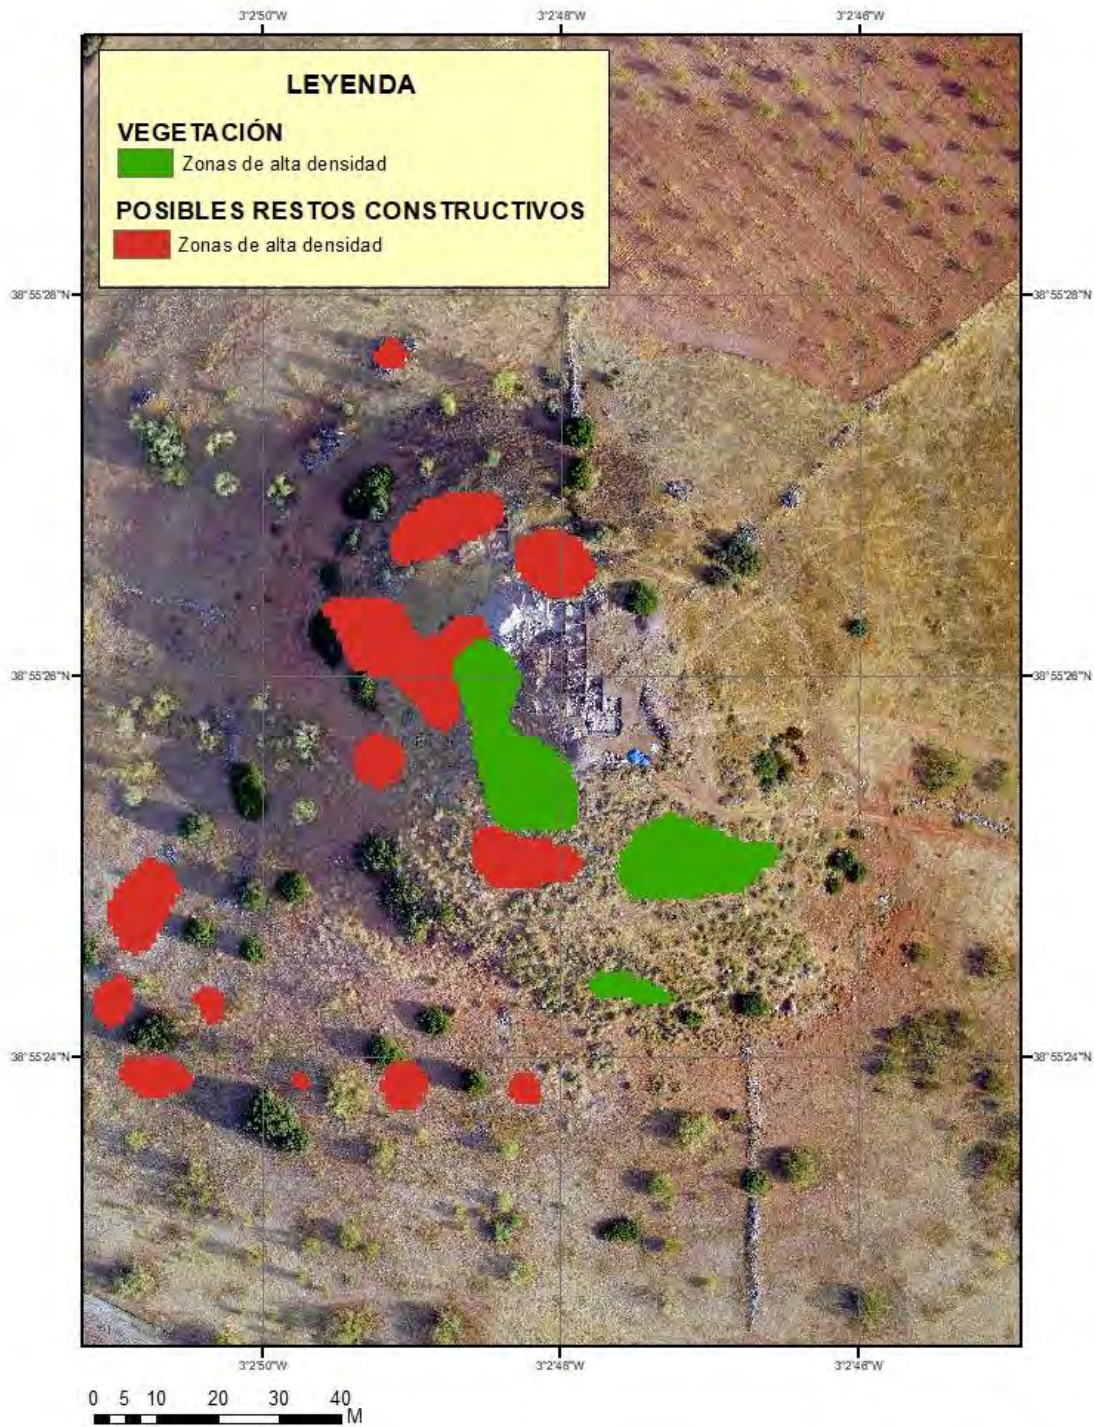 3°2'50"W 3°2'48"W 3°2'46"W
LEYENDA
VEGETACIÓN
Zonas de alta densidad
POSIBLES RESTOS CONSTRUCTIVOS
Zonas de alta densidad
38°55'28"N 38°55'28"N
38°55'26"N 38°55'26"N
38°55'24"N 38°55'24"N
3°2'50"W 3°2'48"W 3°2'46"W
0 5 10 20 30 40
M